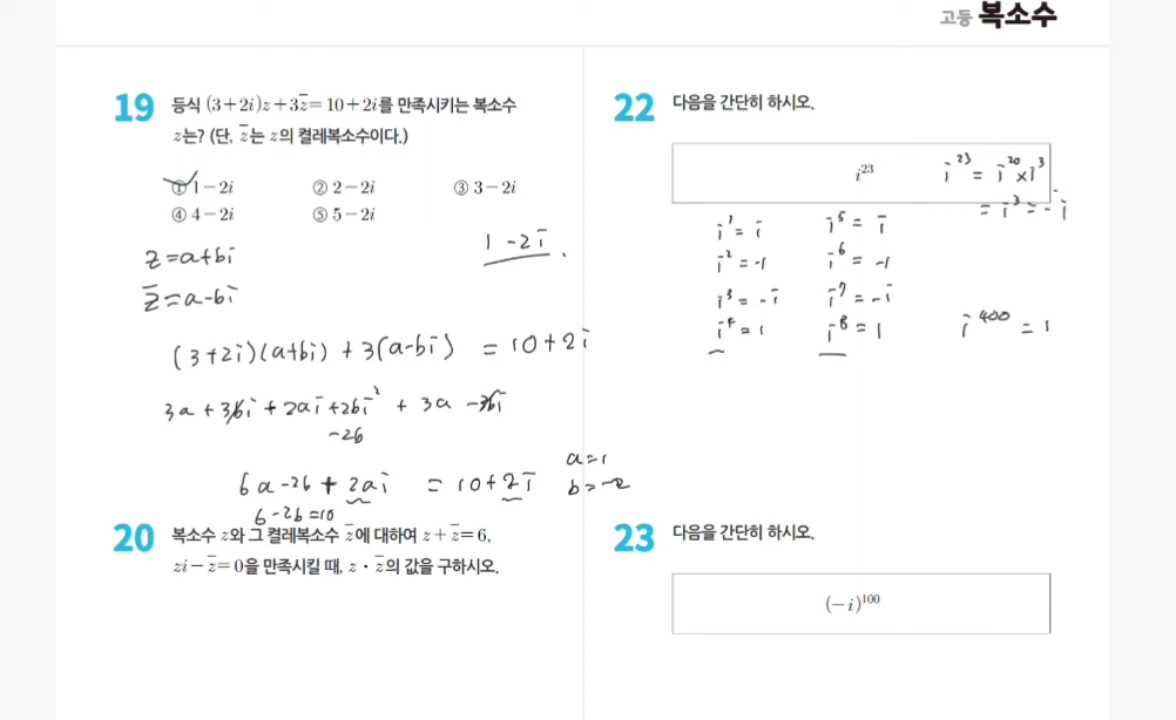 고등 복소수
19 등식 (3+2i)z+3z̅=10+2i를 만족시키는 복소수
z는? (단, z̅는 z의 켤레복소수이다.)
① 1-2i ② 2-2i ③ 3-2i
④ 4-2i ⑤ 5-2i
1-2i.
z=a+bi
z̅=a-bi
(3+2i)(a+bi)+3(a-bi) =10+2i
3a+3bi+2ai+2bi²+3a-3bi
-2b
6a-2b+2ai =10+2i
6-2b=10
a=1
b=-2
20 복소수 z와 그 켤레복소수 z̅에 대하여 z+z̅=6,
zi-z̅=0을 만족시킬 때, z·z̅의 값을 구하시오.
22 다음을 간단히 하시오.
i²³
i²³=i²⁰×i³
=i³=-i
i¹=i i⁵=i
i²=-1 i⁶=-1
i³=-i i⁷=-i
i⁴=1 i⁸=1
i⁴⁰⁰=1
23 다음을 간단히 하시오.
(-i)¹⁰⁰